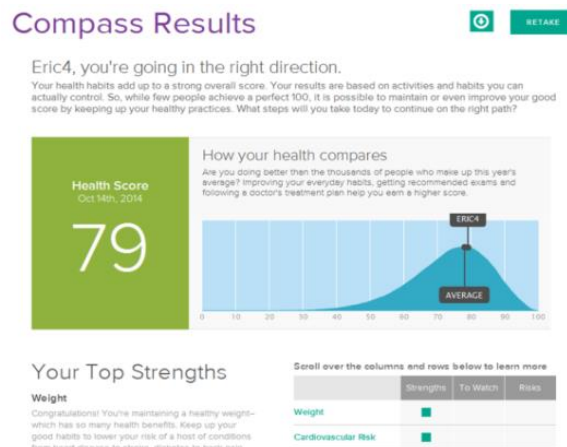 Compass Results
RETAKE
Eric4, you're going in the right direction.
Your health habits add up to a strong overall score. Your results are based on activities and habits you can
actually control. So, while few people achieve a perfect 100, it is possible to maintain or even improve your good
score by keeping up your healthy practices. What steps will you take today to continue on the right path?
Health Score
Oct 14th, 2014
79
How your health compares
Are you doing better than the thousands of people who make up this year's
average? Improving your everyday habits, getting recommended exams and
following a doctor's treatment plan help you earn a higher score.
ERIC4
AVERAGE
0 10 20 30 40 50 60 70 80 90 100
Your Top Strengths
Weight
Congratulations! You're maintaining a healthy weight–
which has so many health benefits. Keep up your
good habits to lower your risk of a host of conditions
Scroll over the columns and rows below to learn more
Strengths To Watch Risks
Weight
Cardiovascular Risk